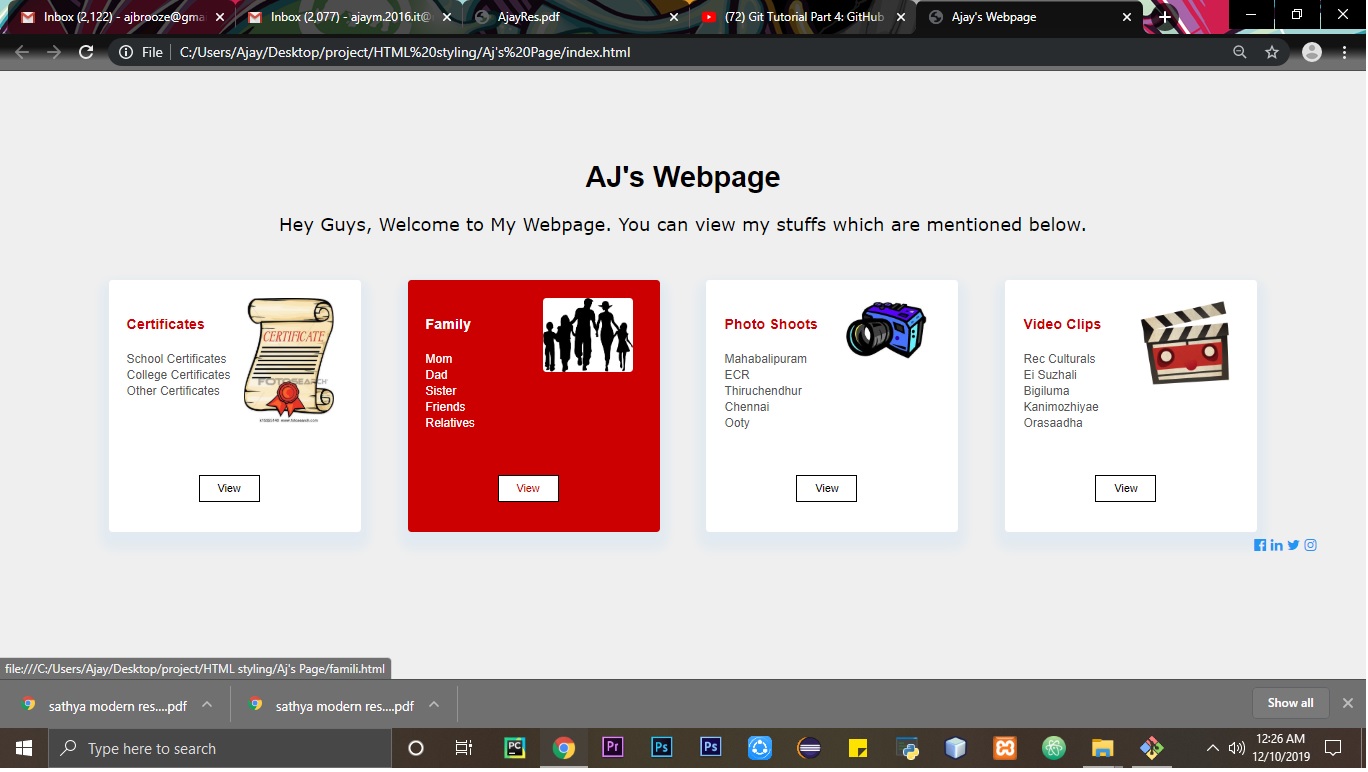 Inbox (2,122) - ajbrooze@gma
Inbox (2,077) - ajaym.2016.it@
AjayRes.pdf
(72) Git Tutorial Part 4: GitHub
Ajay's Webpage
File
C:/Users/Ajay/Desktop/project/HTML%20styling/Aj's%20Page/index.html
AJ's Webpage
Hey Guys, Welcome to My Webpage. You can view my stuffs which are mentioned below.
Certificates
School Certificates
College Certificates
Other Certificates
CERTIFICATE
FOTOSEARCH
View
Family
Mom
Dad
Sister
Friends
Relatives
View
Photo Shoots
Mahabalipuram
ECR
Thiruchendhur
Chennai
Ooty
View
Video Clips
Rec Culturals
Ei Suzhali
Bigiluma
Kanimozhiyae
Orasaadha
View
file:///C:/Users/Ajay/Desktop/project/HTML styling/Aj's Page/famili.html
sathya modern res....pdf
sathya modern res....pdf
Show all
Type here to search
PC
Pr
Ps
Ps
12:26 AM
12/10/2019